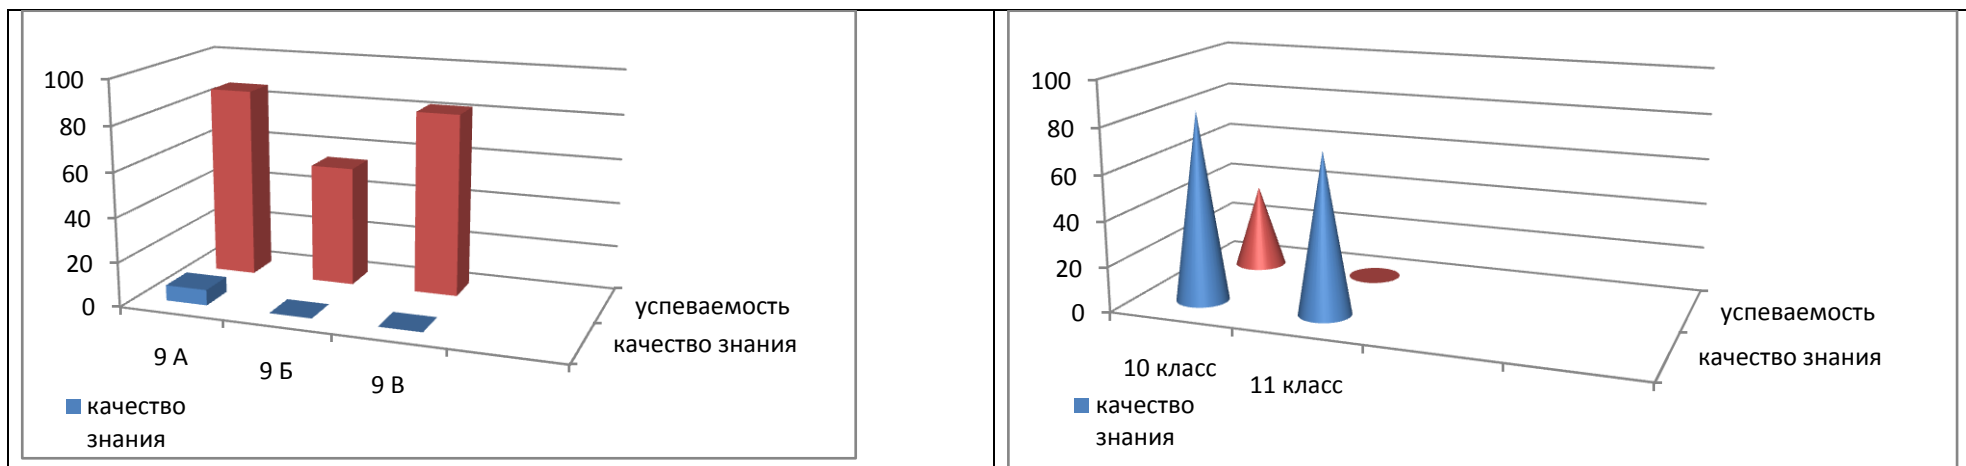 100
80
60
40
20
0
9 А
9 Б
9 В
успеваемость
качество знания
качество
знания
100
80
60
40
20
0
10 класс
11 класс
успеваемость
качество знания
качество
знания